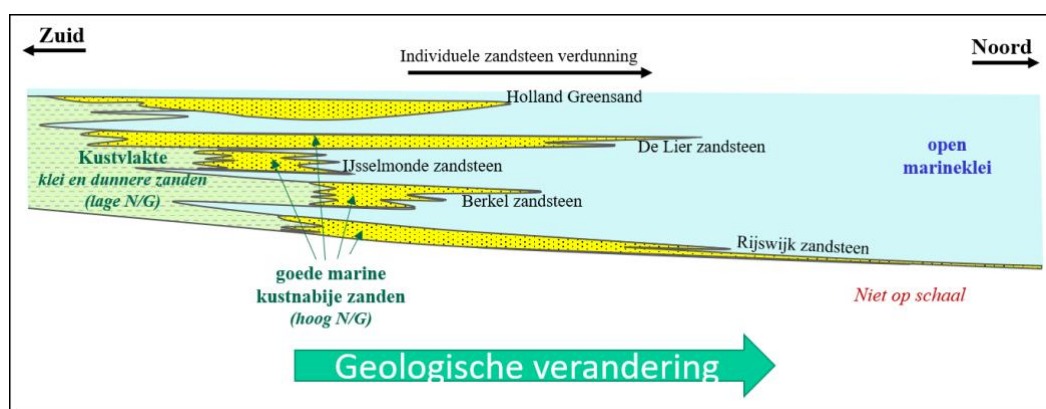 Zuid
Noord
Individuele zandsteen verdunning
Holland Greensand
De Lier zandsteen
open
marineklei
Kustvlakte
klei en dunnere zanden
(lage N/G)
IJsselmonde zandsteen
Berkel zandsteen
Rijswijk zandsteen
goede marine
kustnabije zanden
(hoog N/G)
Niet op schaal
Geologische verandering